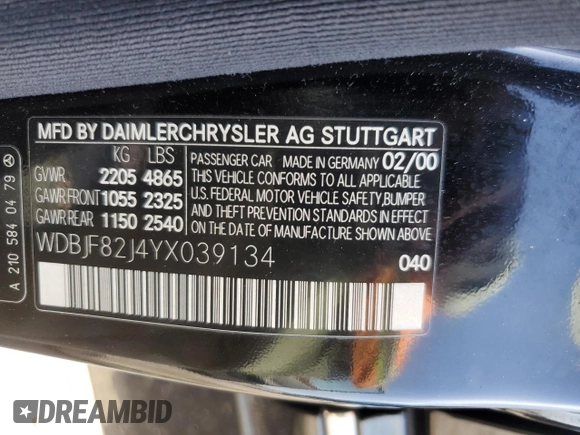 MFD BY DAIMLERCHRYSLER AG STUTTGART
KG LBS
GVWR 2205 4865
GAWR FRONT 1055 2325
GAWR REAR 1150 2540
PASSENGER CAR MADE IN GERMANY 02/00
THIS VEHICLE CONFORMS TO ALL APPLICABLE
U.S. FEDERAL MOTOR VEHICLE SAFETY,BUMPER
AND THEFT PREVENTION STANDARDS IN EFFECT
ON THE DATE OF MANUFACTURE SHOWN ABOVE
WDBJF82J4YX039134
040
A 210 584 04 79
DREAMBID